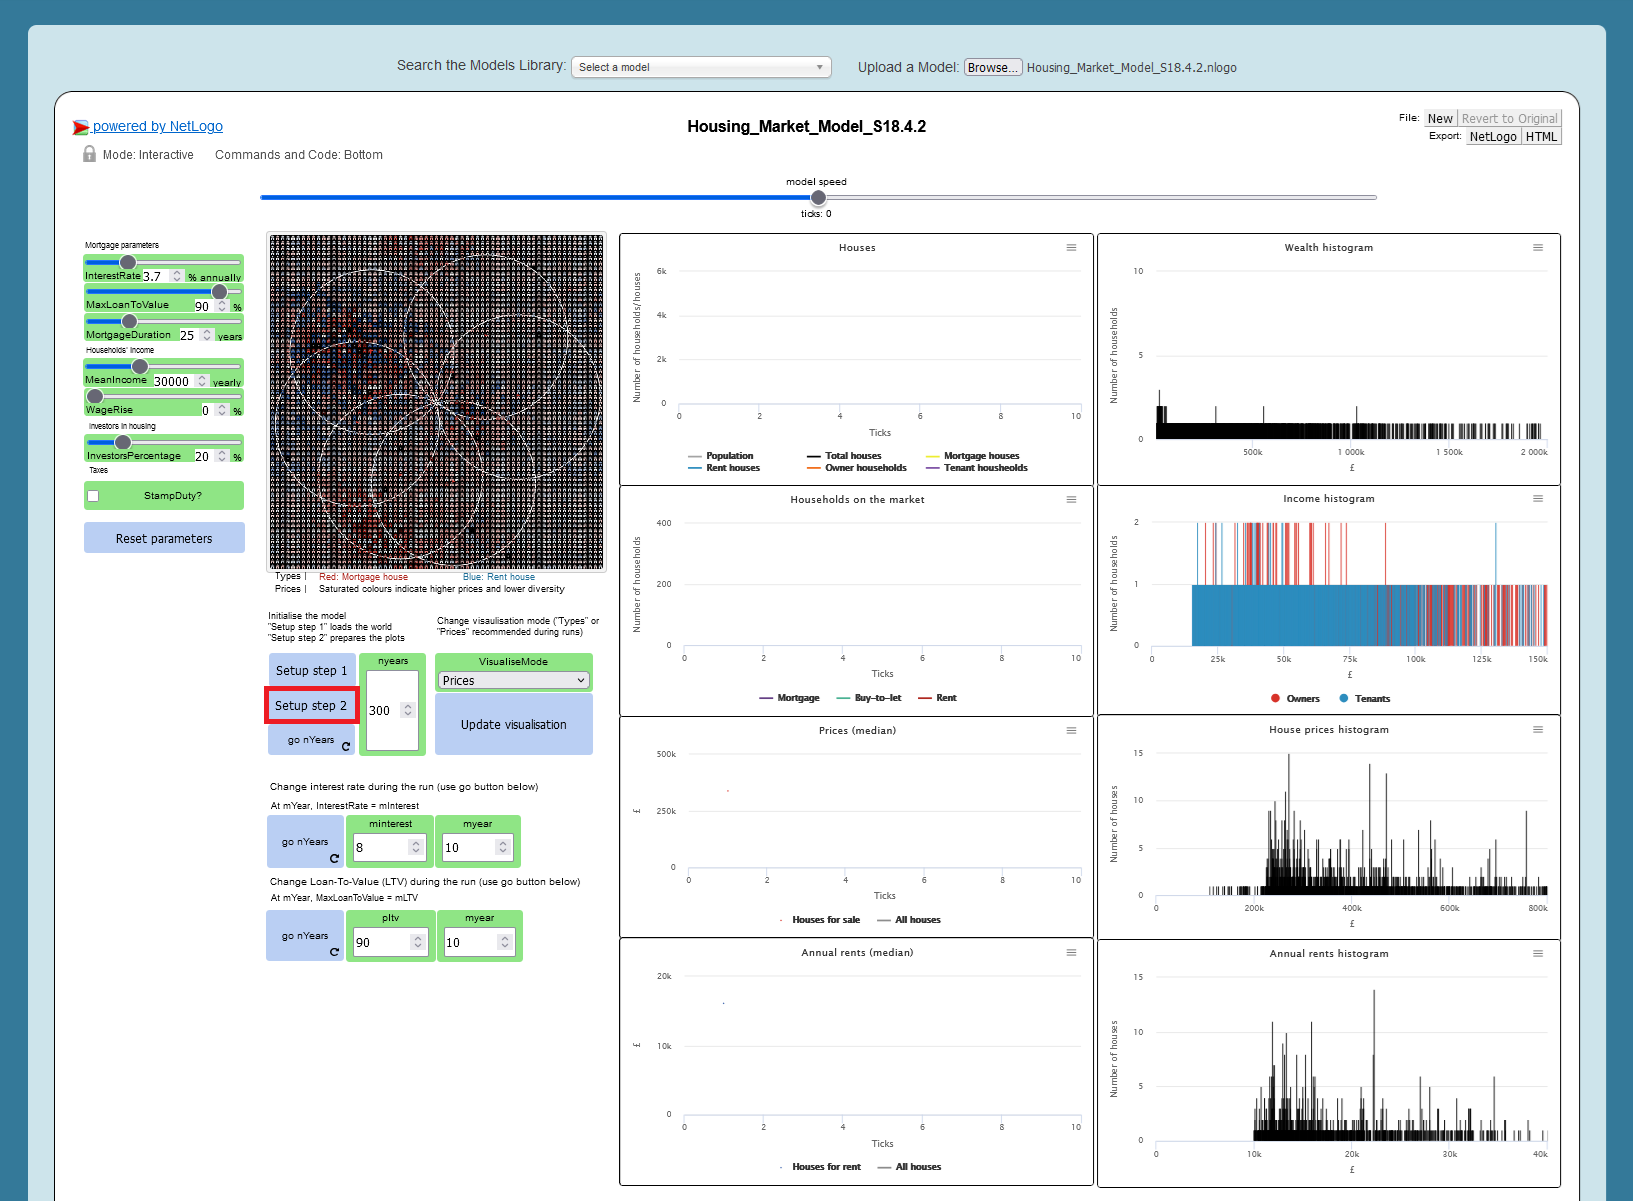 Search the Models Library: Select a model
Upload a Model: Browse... Housing_Market_Model_S18.4.2.nlogo
powered by NetLogo
Housing_Market_Model_S18.4.2
File: New Revert to Original
Export: NetLogo HTML
Mode: Interactive Commands and Code: Bottom
model speed
ticks: 0
Mortgage parameters
InterestRate 3.7 % annually
MaxLoanToValue 90 %
MortgageDuration 25 years
Households' income
MeanIncome 30000 yearly
WageRise 0 %
Investors in housing
InvestorsPercentage 20 %
Taxes
StampDuty?
Reset parameters
Types | Red: Mortgage house Blue: Rent house
Prices | Saturated colours indicate higher prices and lower diversity
Initialise the model
"Setup step 1" loads the world
"Setup step 2" prepares the plots
Change visaulisation mode ("Types" or
"Prices" recommended during runs)
Setup step 1
Setup step 2
go nYears
nyears
300
VisualiseMode
Prices
Update visualisation
Change interest rate during the run (use go button below)
At mYear, InterestRate = mInterest
go nYears
minterest
8
myear
10
Change Loan-To-Value (LTV) during the run (use go button below)
At mYear, MaxLoanToValue = mLTV
go nYears
pltv
90
myear
10
Houses
Number of households/houses
6k
4k
2k
0
0 2 4 6 8 10
Ticks
Population Total houses Mortgage houses
Rent houses Owner households Tenant housheolds
Households on the market
Number of households
400
200
0
0 2 4 6 8 10
Ticks
Mortgage Buy-to-let Rent
Prices (median)
£
500k
250k
0
0 2 4 6 8 10
Ticks
Houses for sale All houses
Annual rents (median)
£
20k
10k
0
0 2 4 6 8 10
Ticks
Houses for rent All houses
Wealth histogram
Number of households
10
5
0
500k 1 000k 1 500k 2 000k
£
Income histogram
Number of households
2
1
0
0 25k 50k 75k 100k 125k 150k
£
Owners Tenants
House prices histogram
Number of houses
15
10
5
0
0 200k 400k 600k 800k
£
Annual rents histogram
Number of houses
15
10
5
0
0 10k 20k 30k 40k
£